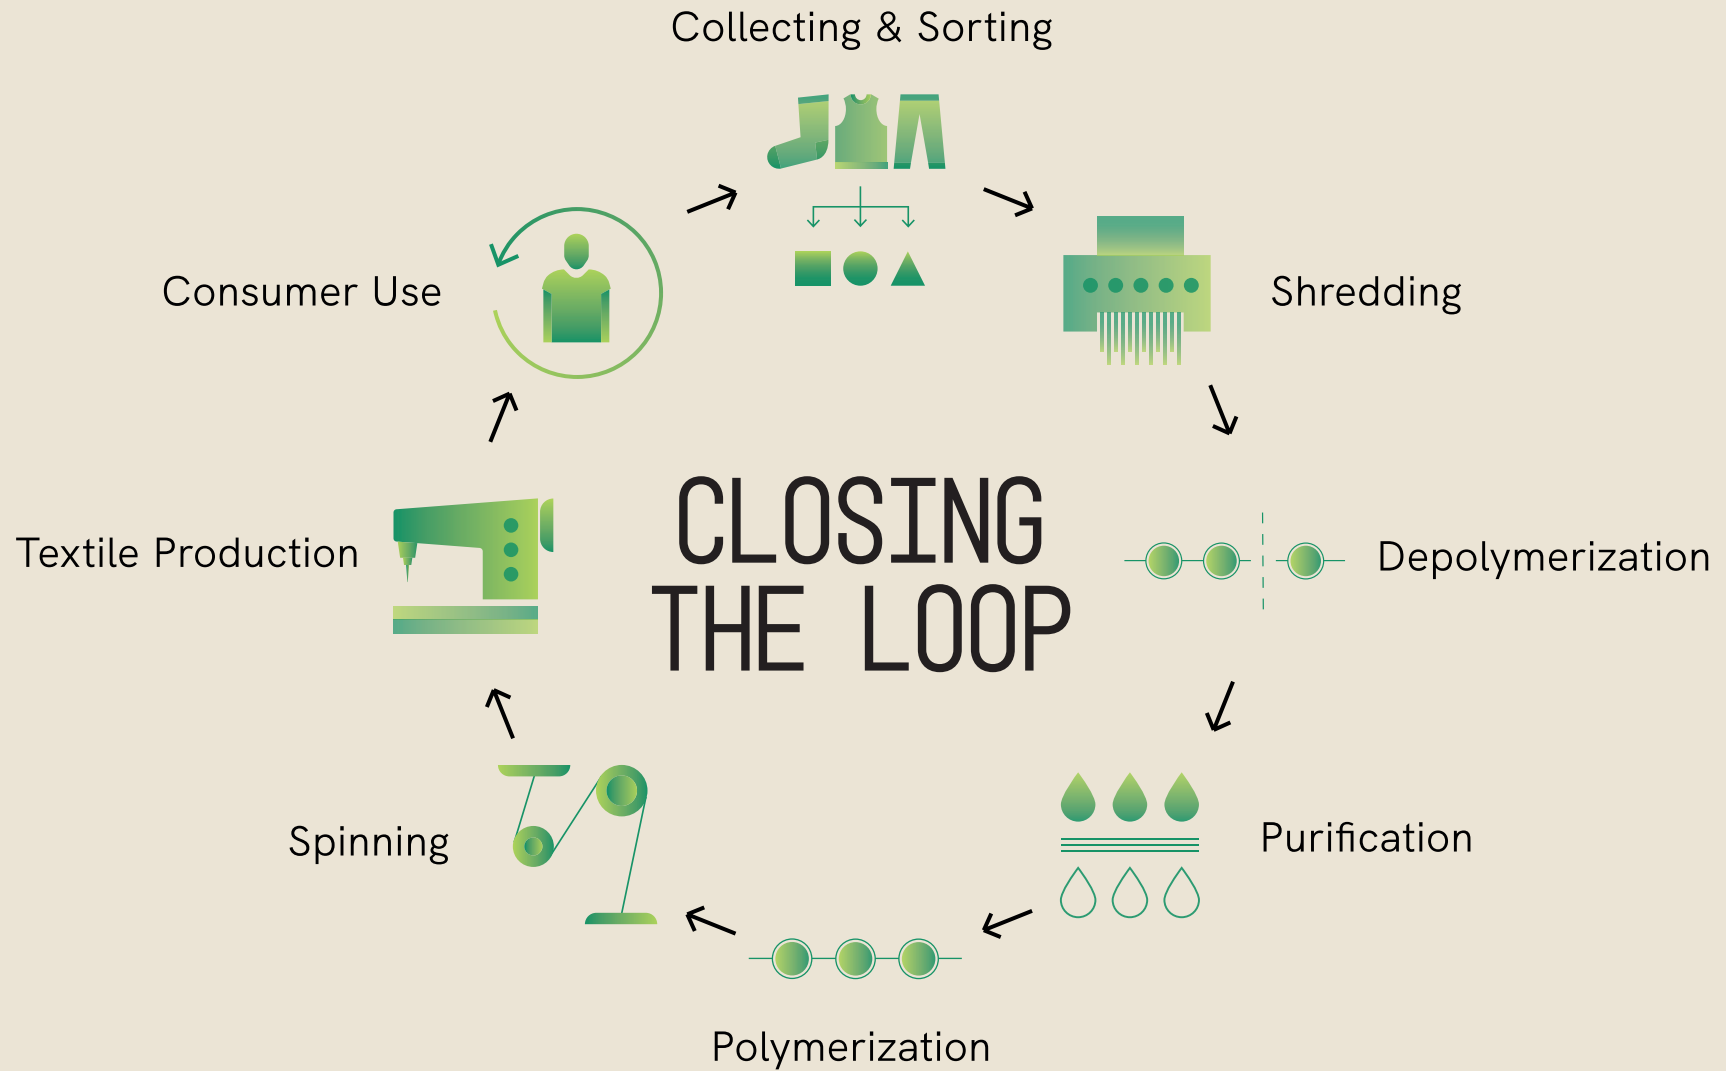 Collecting & Sorting
Consumer Use
Shredding
CLOSING
THE LOOP
Textile Production
Depolymerization
Spinning
Purification
Polymerization